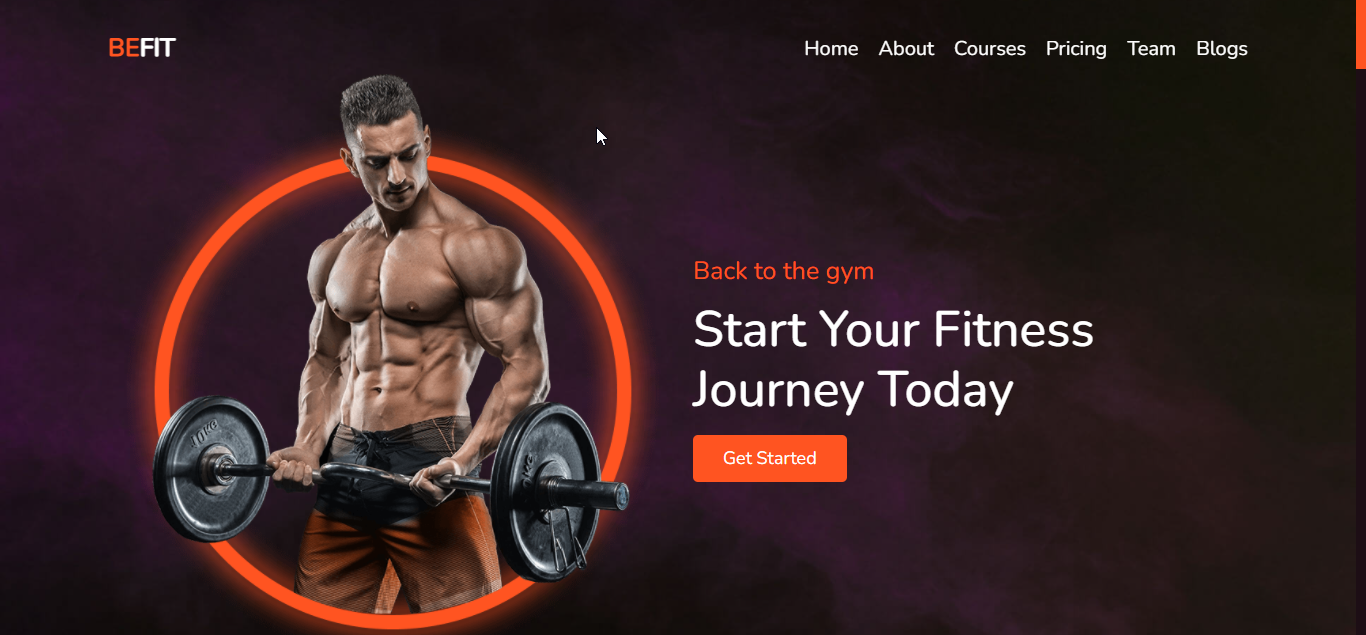 BEFIT
Home About Courses Pricing Team Blogs
Back to the gym
Start Your Fitness
Journey Today
Get Started
10KG